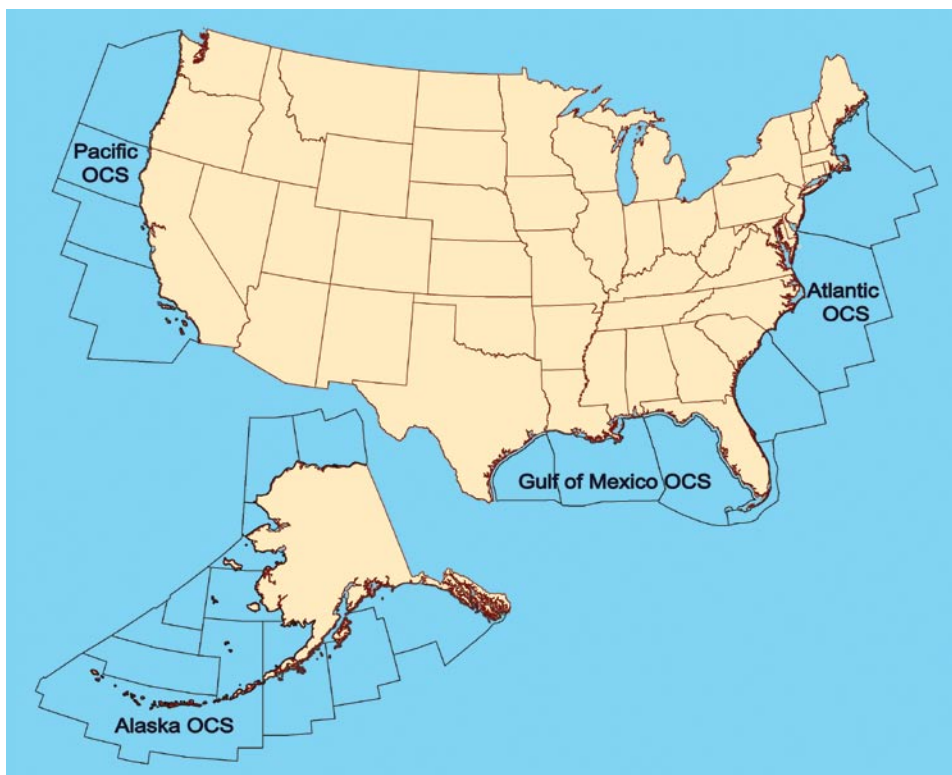 Pacific
OCS
Atlantic
OCS
Gulf of Mexico OCS
Alaska OCS